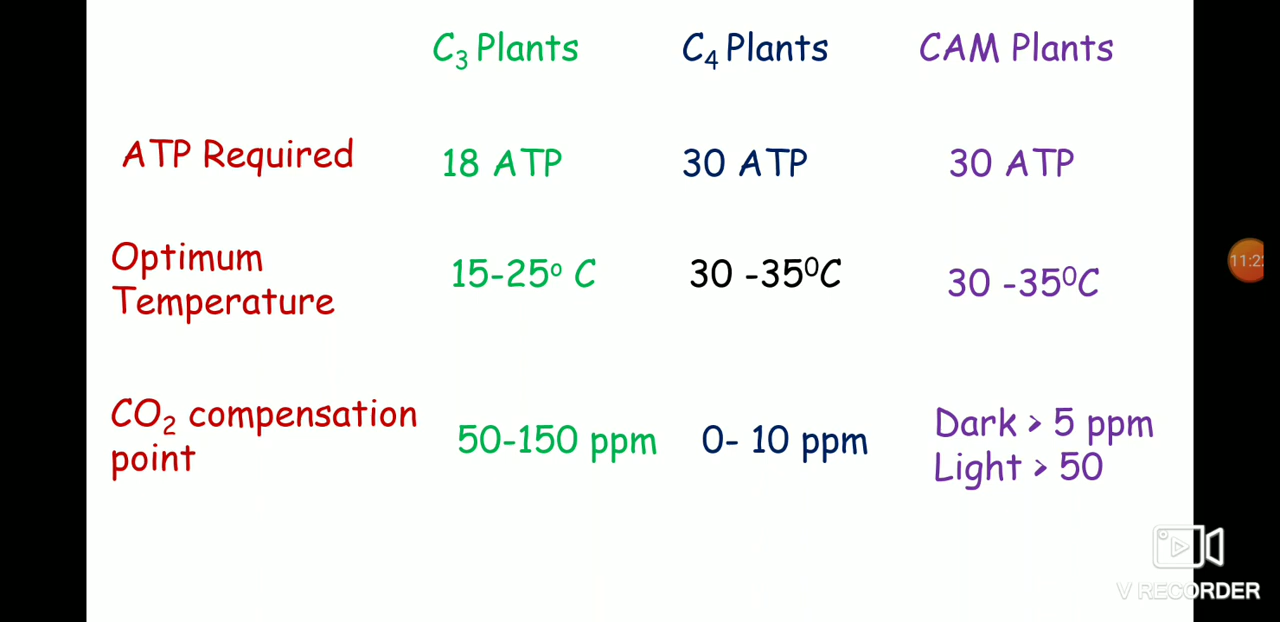 C₃ Plants C₄ Plants CAM Plants
ATP Required 18 ATP 30 ATP 30 ATP
Optimum
Temperature 15-25º C 30 -35⁰C 30 -35⁰C
CO₂ compensation
point 50-150 ppm 0- 10 ppm Dark > 5 ppm
Light > 50
V RECORDER